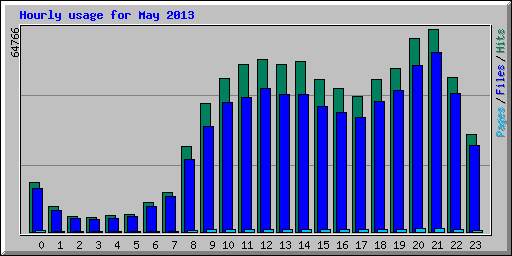 Hourly usage for May 2013
64766
Pages/Files/Hits
0 1 2 3 4 5 6 7 8 9 10 11 12 13 14 15 16 17 18 19 20 21 22 23